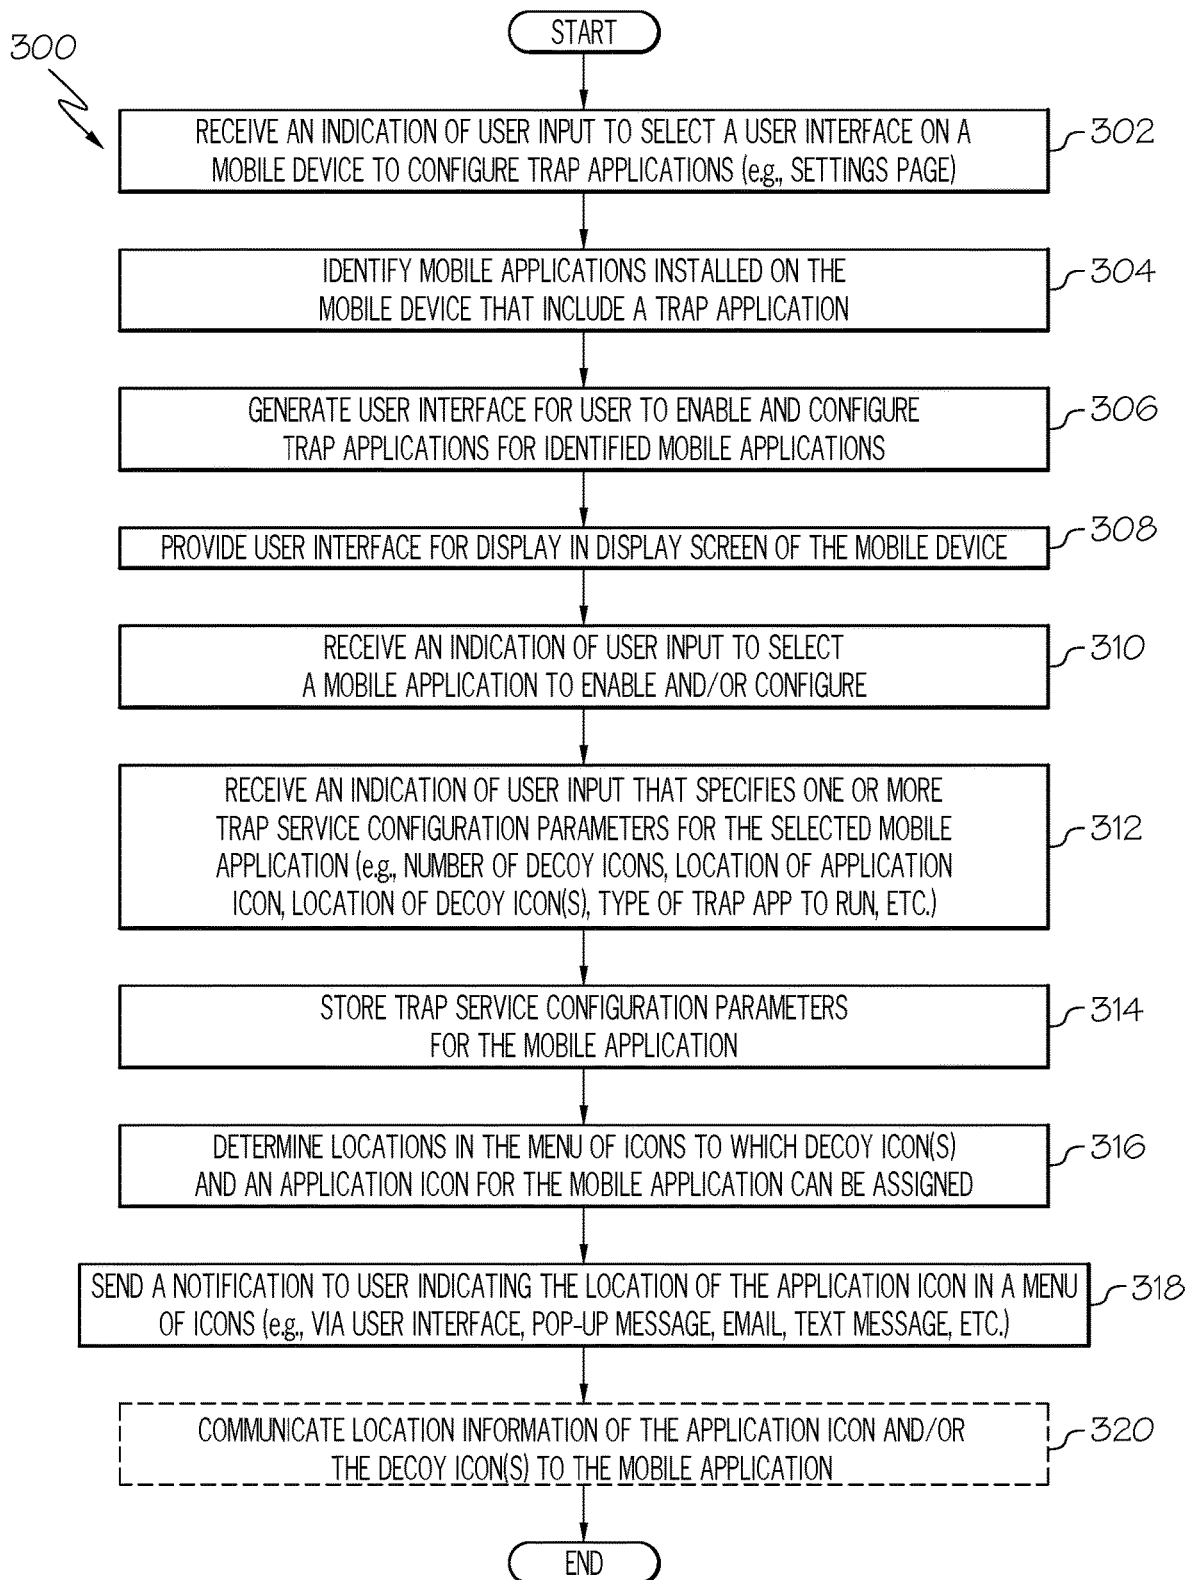 START
300
RECEIVE AN INDICATION OF USER INPUT TO SELECT A USER INTERFACE ON A
MOBILE DEVICE TO CONFIGURE TRAP APPLICATIONS (e.g., SETTINGS PAGE)
302
IDENTIFY MOBILE APPLICATIONS INSTALLED ON THE
MOBILE DEVICE THAT INCLUDE A TRAP APPLICATION
304
GENERATE USER INTERFACE FOR USER TO ENABLE AND CONFIGURE
TRAP APPLICATIONS FOR IDENTIFIED MOBILE APPLICATIONS
306
PROVIDE USER INTERFACE FOR DISPLAY IN DISPLAY SCREEN OF THE MOBILE DEVICE
308
RECEIVE AN INDICATION OF USER INPUT TO SELECT
A MOBILE APPLICATION TO ENABLE AND/OR CONFIGURE
310
RECEIVE AN INDICATION OF USER INPUT THAT SPECIFIES ONE OR MORE
TRAP SERVICE CONFIGURATION PARAMETERS FOR THE SELECTED MOBILE
APPLICATION (e.g., NUMBER OF DECOY ICONS, LOCATION OF APPLICATION
ICON, LOCATION OF DECOY ICON(S), TYPE OF TRAP APP TO RUN, ETC.)
312
STORE TRAP SERVICE CONFIGURATION PARAMETERS
FOR THE MOBILE APPLICATION
314
DETERMINE LOCATIONS IN THE MENU OF ICONS TO WHICH DECOY ICON(S)
AND AN APPLICATION ICON FOR THE MOBILE APPLICATION CAN BE ASSIGNED
316
SEND A NOTIFICATION TO USER INDICATING THE LOCATION OF THE APPLICATION ICON IN A MENU
OF ICONS (e.g., VIA USER INTERFACE, POP-UP MESSAGE, EMAIL, TEXT MESSAGE, ETC.)
318
COMMUNICATE LOCATION INFORMATION OF THE APPLICATION ICON AND/OR
THE DECOY ICON(S) TO THE MOBILE APPLICATION
320
END